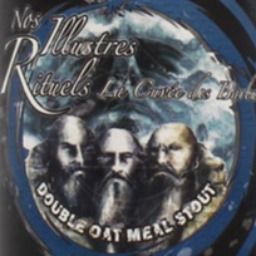 Nos Illustres
Rituels La Cuvée des
DOUBLE OAT MEAL STOUT